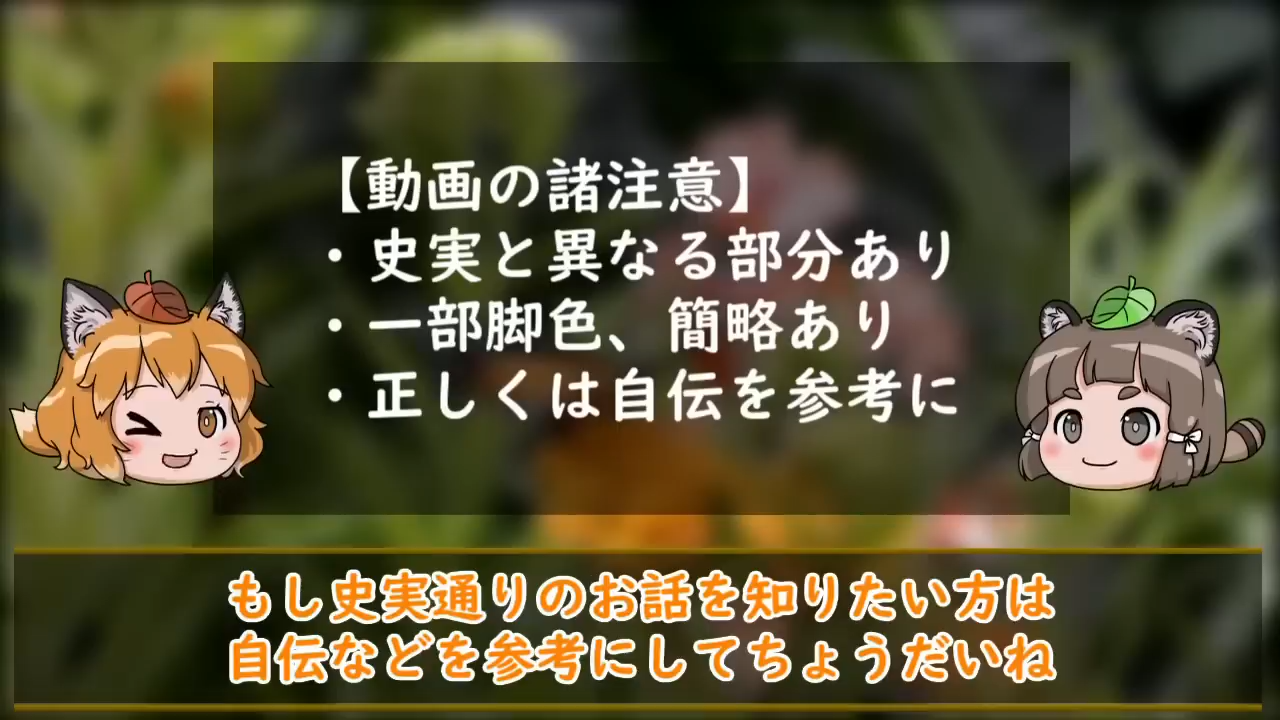 【動画の諸注意】
・史実と異なる部分あり
・一部脚色、簡略あり
・正しくは自伝を参考に
もし史実通りのお話を知りたい方は
自伝などを参考にしてちょうだいね